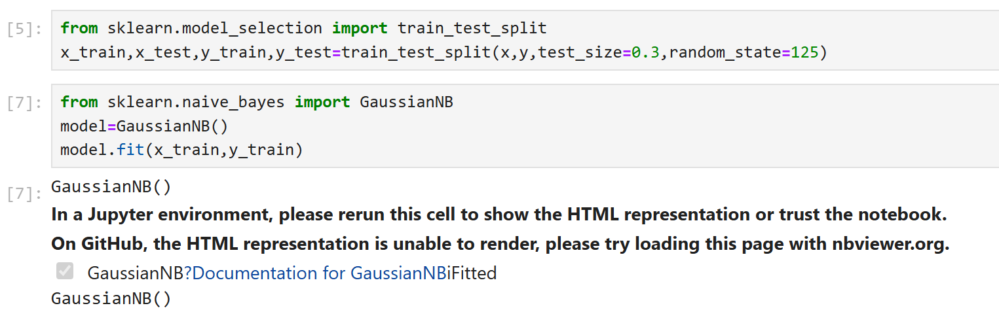 [5]: from sklearn.model_selection import train_test_split
x_train,x_test,y_train,y_test=train_test_split(x,y,test_size=0.3,random_state=125)
[7]: from sklearn.naive_bayes import GaussianNB
model=GaussianNB()
model.fit(x_train,y_train)
[7]: GaussianNB()
In a Jupyter environment, please rerun this cell to show the HTML representation or trust the notebook.
On GitHub, the HTML representation is unable to render, please try loading this page with nbviewer.org.
GaussianNB?Documentation for GaussianNBiFitted
GaussianNB()